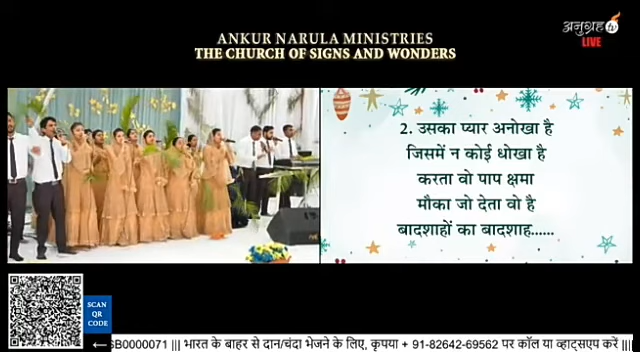 ANKUR NARULA MINISTRIES
THE CHURCH OF SIGNS AND WONDERS
अनुग्रह tv
LIVE
2. उसका प्यार अनोखा है
जिसमें न कोई धोखा है
करता वो पाप क्षमा
मौका जो देता वो है
बादशाहों का बादशाह......
SCAN
QR
CODE
←
SB0000071 ||| भारत के बाहर से दान/चंदा भेजने के लिए, कृपया + 91-82642-69562 पर कॉल या व्हाट्सएप करें |||